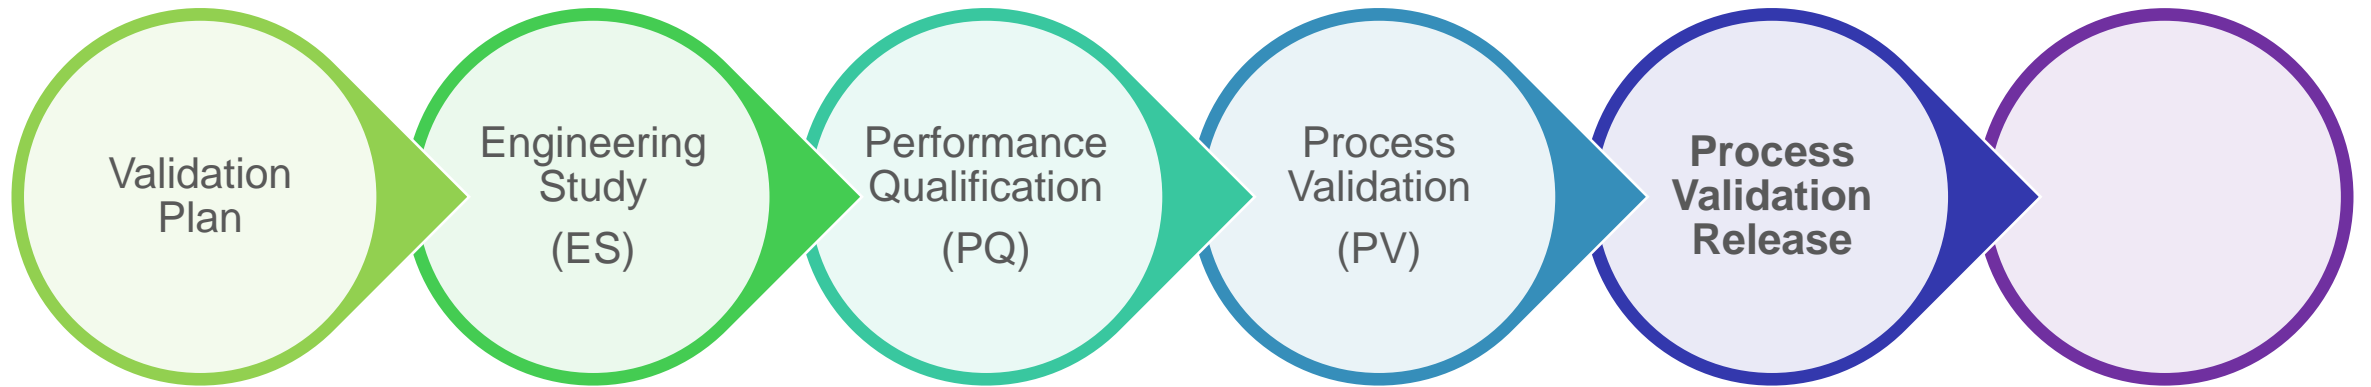 Validation
Plan
Engineering
Study
(ES)
Performance
Qualification
(PQ)
Process
Validation
(PV)
Process
Validation
Release